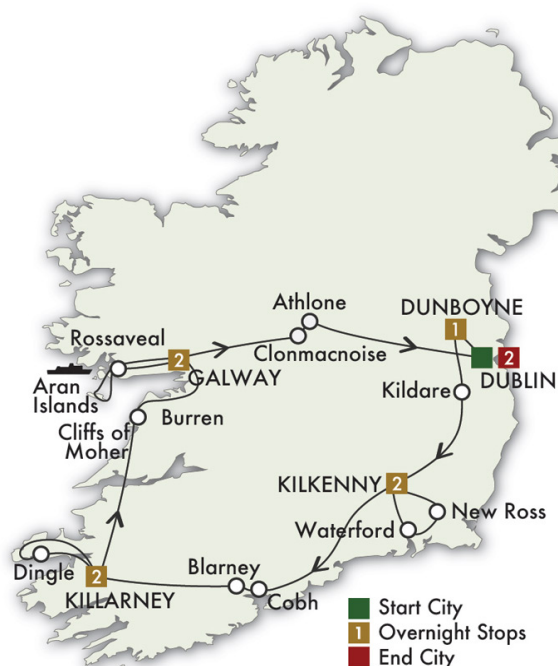 Athlone
DUNBOYNE
1
Rossaveal
Clonmacnoise
2
2
GALWAY
DUBLIN
Aran
Islands
Kildare
Burren
Cliffs of
Moher
KILKENNY
2
New Ross
Waterford
Blarney
Dingle
2
Cobh
KILLARNEY
Start City
1 Overnight Stops
End City